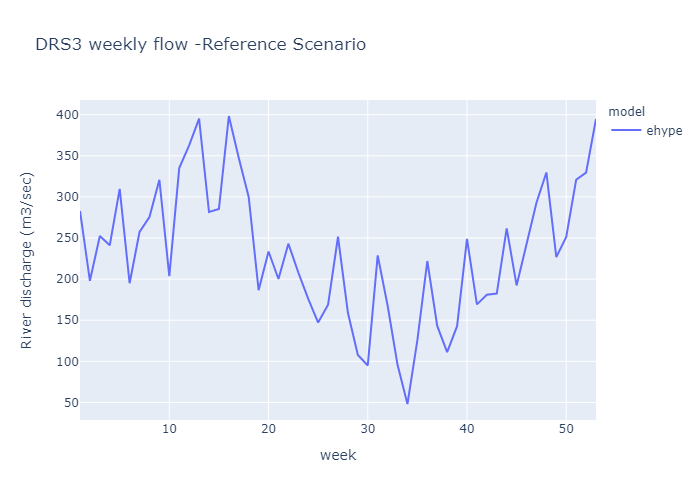 DRS3 weekly flow -Reference Scenario
model
ehype
River discharge (m3/sec)
400
350
300
250
200
150
100
50
10
20
30
40
50
week